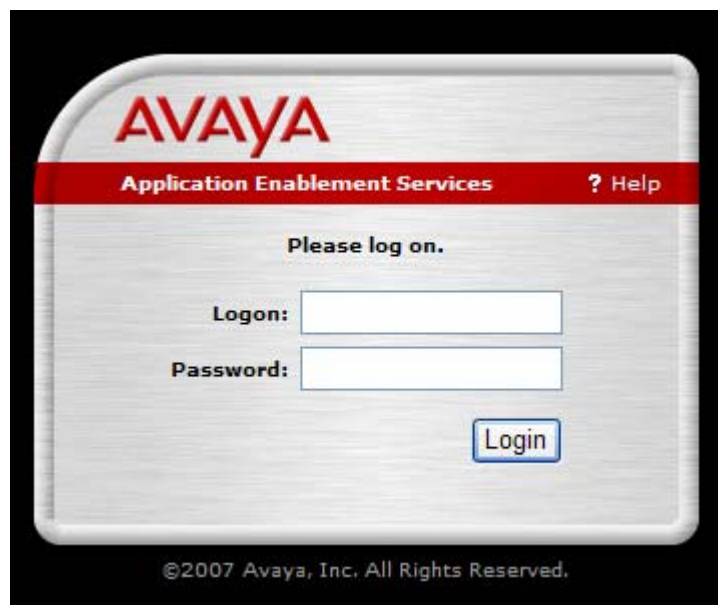 AVAYA
Application Enablement Services ? Help
Please log on.
Logon:
Password:
Login
©2007 Avaya, Inc. All Rights Reserved.